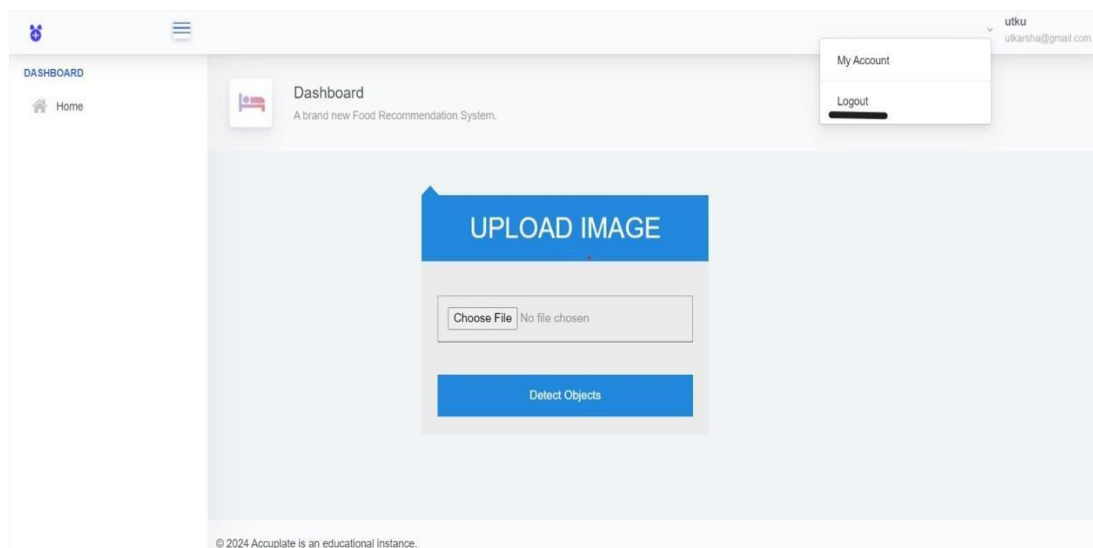 utku
utkarsha@gmail.com
My Account
Logout
DASHBOARD
Home
Dashboard
A brand new Food Recommendation System.
UPLOAD IMAGE
Choose File No file chosen
Detect Objects
© 2024 Accuplate is an educational instance.